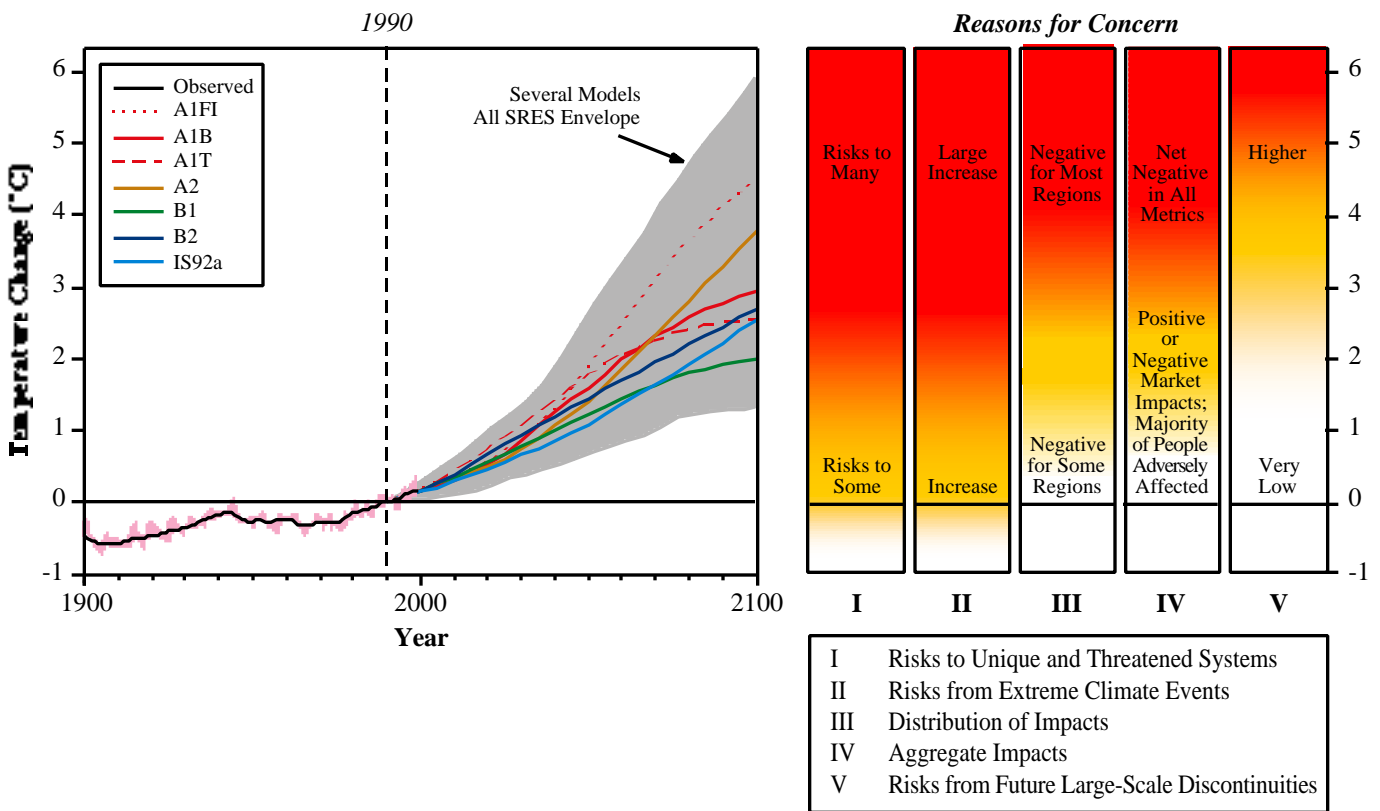 1990
Reasons for Concern
Temperature Change (˚C)
6
5
4
3
2
1
0
-1
Observed
A1FI
A1B
A1T
A2
B1
B2
IS92a
Several Models
All SRES Envelope
1900
2000
2100
Year
Risks to
Many
Risks to
Some
Large
Increase
Increase
Negative
for Most
Regions
Negative
for Some
Regions
Net
Negative
in All
Metrics
Positive
or
Negative
Market
Impacts;
Majority
of People
Adversely
Affected
Higher
Very
Low
6
5
4
3
2
1
0
-1
I II III IV V
I Risks to Unique and Threatened Systems
II Risks from Extreme Climate Events
III Distribution of Impacts
IV Aggregate Impacts
V Risks from Future Large-Scale Discontinuities